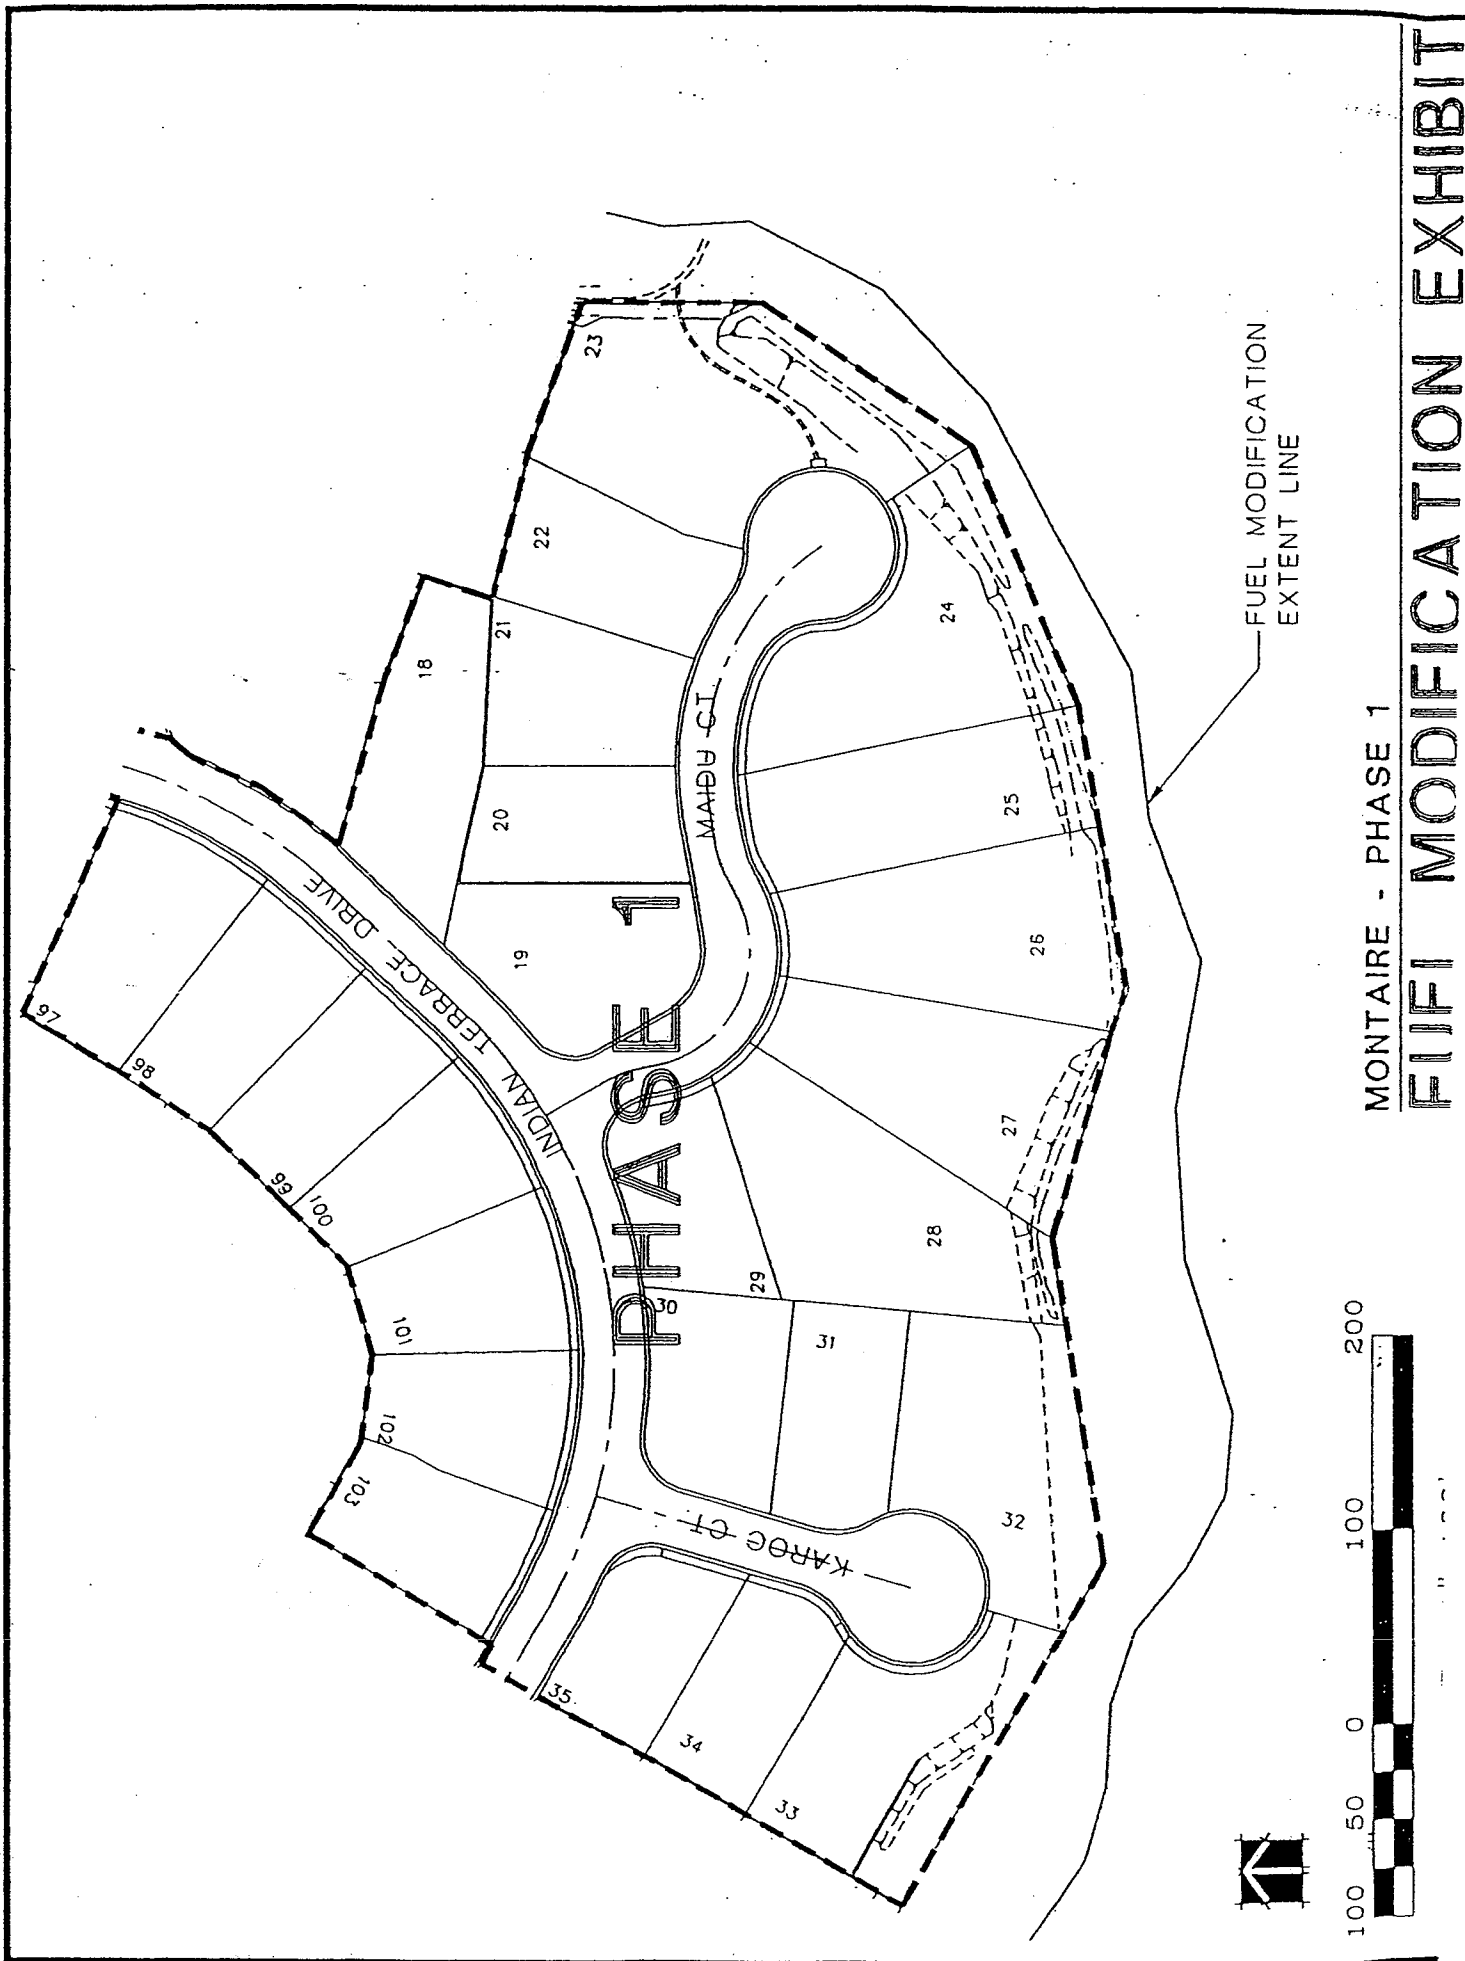 MONTAIRE - PHASE 1
MODIFICATION EXHIBIT
FUEL MODIFICATION
EXTENT LINE
PHASE 1
INDIAN TERRACE DRIVE
MAIDU CT
KAROC CT
18
19
20
21
22
23
24
25
26
27
28
29
30
31
32
33
34
35
97
98
99
100
101
102
103
100 50 0 100 200